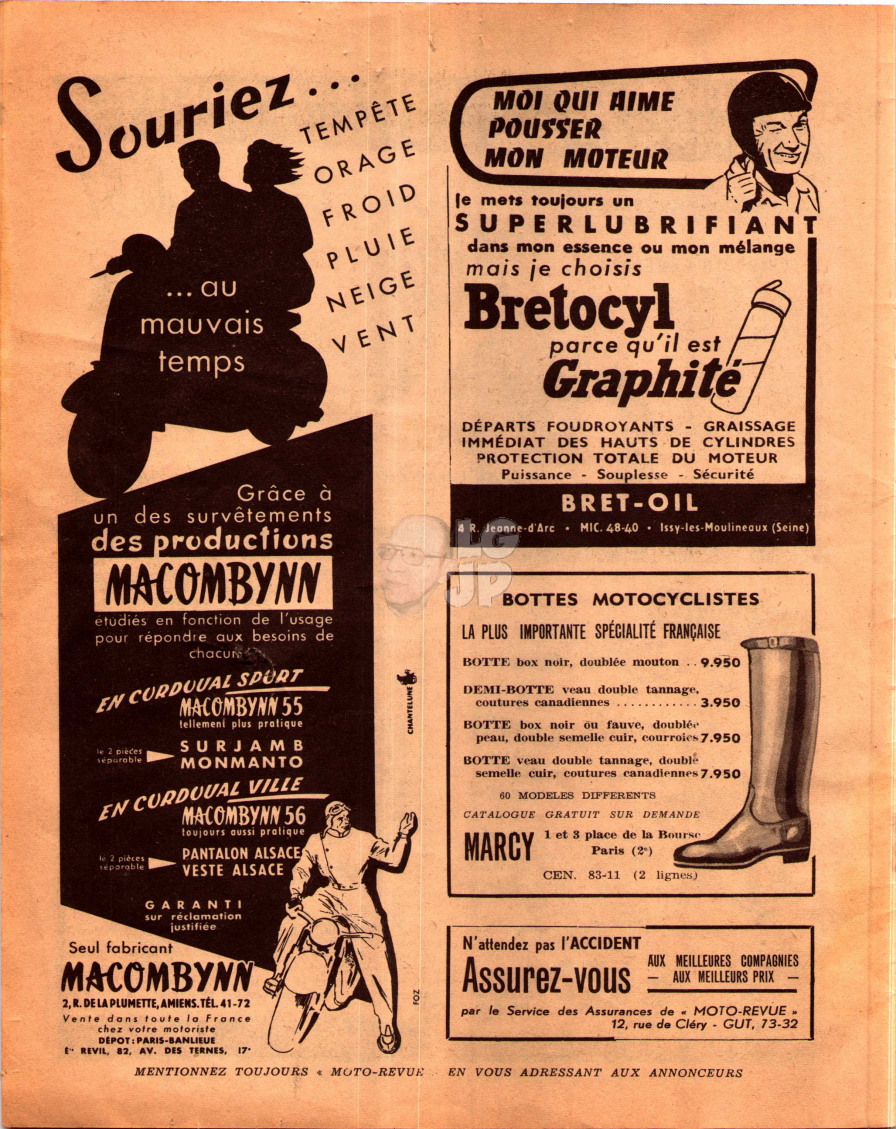 Souriez...
TEMPÊTE
ORAGE
FROID
PLUIE
NEIGE
VENT
...au
mauvais
temps
Grâce à
un des survêtements
des productions
MACOMBYNN
étudiés en fonction de l'usage
pour répondre aux besoins de
chacun
EN CORDOUAL SPORT
MACOMBYNN 55
tellement plus pratique
le 2 pièces
séparable
SURJAMB
MONMANTO
EN CORDOUAL VILLE
MACOMBYNN 56
toujours aussi pratique
le 2 pièces
séparable
PANTALON ALSACE
VESTE ALSACE
GARANTI
sur réclamation
justifiée
Seul fabricant
MACOMBYNN
2, R. DE LA PLUMETTE, AMIENS. TÉL. 41-72
Vente dans toute la France
chez votre motoriste
DÉPOT : PARIS-BANLIEUE
REVIL, 82, AV. DES TERNES, 17e
CHANTELUNE
FOZ
MOI QUI AIME
POUSSER
MON MOTEUR
je mets toujours un
SUPERLUBRIFIANT
dans mon essence ou mon mélange
mais je choisis
Bretocyl
parce qu'il est
Graphité
DÉPARTS FOUDROYANTS - GRAISSAGE
IMMÉDIAT DES HAUTS DE CYLINDRES
PROTECTION TOTALE DU MOTEUR
Puissance - Souplesse - Sécurité
BRET-OIL
4 R. Jeanne-d'Arc • MIC. 48-40 • Issy-les-Moulineaux (Seine)
LG
JP
BOTTES MOTOCYCLISTES
LA PLUS IMPORTANTE SPÉCIALITÉ FRANÇAISE
BOTTE box noir, doublée mouton .. 9.950
DEMI-BOTTE veau double tannage,
coutures canadiennes ............ 3.950
BOTTE box noir ou fauve, doublée
peau, double semelle cuir, courroies 7.950
BOTTE veau double tannage, double
semelle cuir, coutures canadiennes 7.950
60 MODELES DIFFERENTS
CATALOGUE GRATUIT SUR DEMANDE
MARCY
1 et 3 place de la Bourse
Paris (2e)
CEN. 83-11 (2 lignes)
N'attendez pas l'ACCIDENT
Assurez-vous
AUX MEILLEURES COMPAGNIES
— AUX MEILLEURS PRIX —
par le Service des Assurances de « MOTO-REVUE »
12, rue de Cléry - GUT, 73-32
MENTIONNEZ TOUJOURS « MOTO-REVUE » EN VOUS ADRESSANT AUX ANNONCEURS